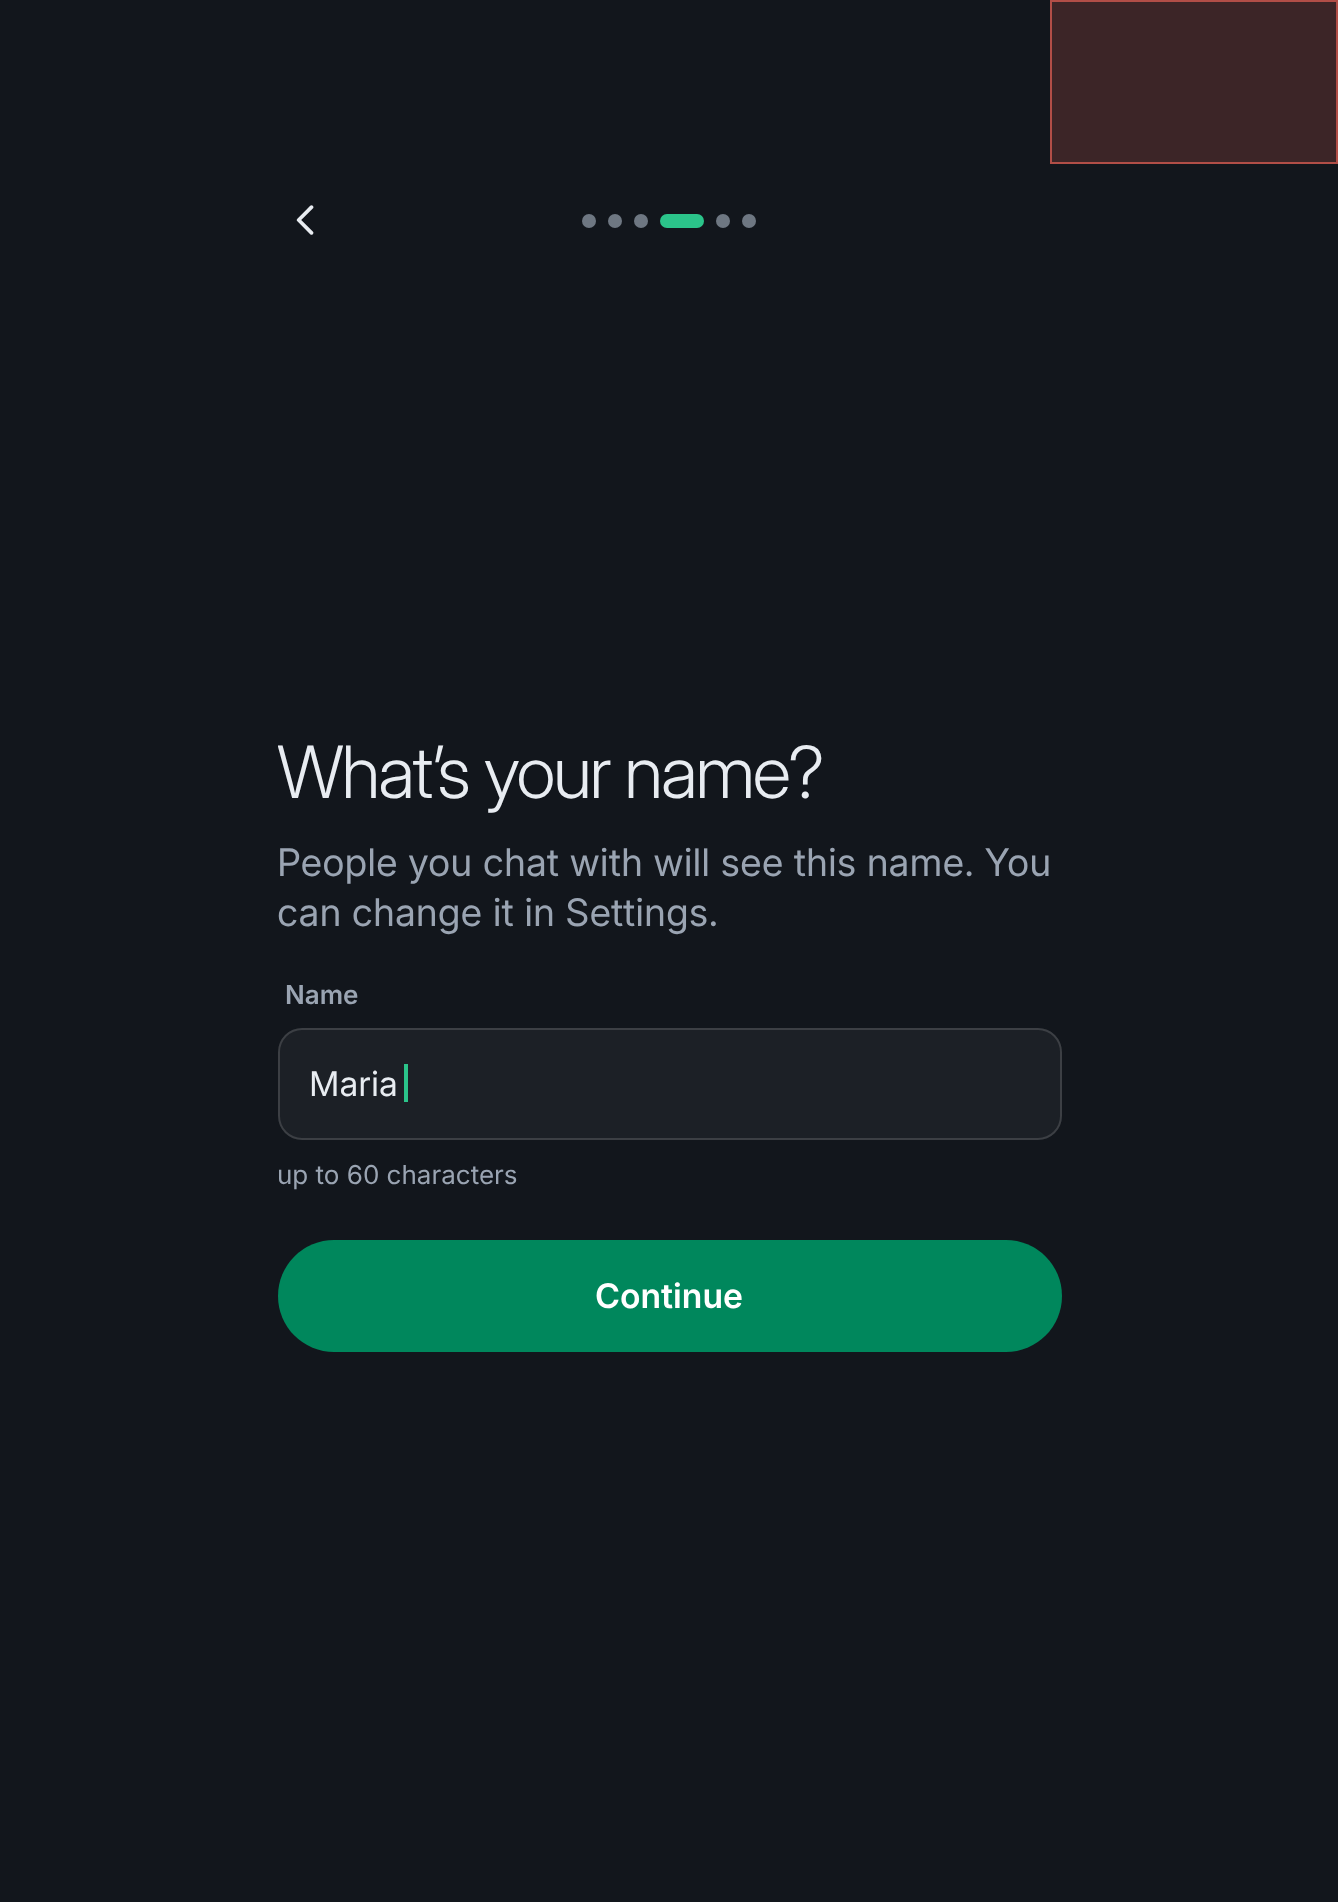 What’s your name?
People you chat with will see this name. You
can change it in Settings.
Name
Maria
up to 60 characters
Continue